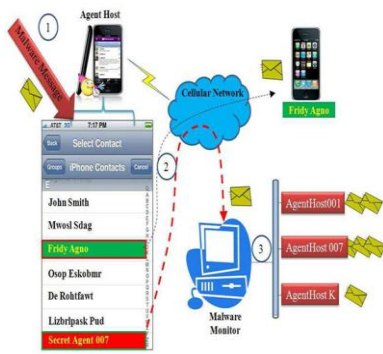 1
Agent Host
Malware Message
Cellular Network
Fridy Agno
AT&T 3G 7:17 PM
Back Select Contact
Groups iPhone Contacts Cancel
E
2
John Smith
Mwosl Sdag
Fridy Agno
Osop Eskobmr
De Rohtfawt
Lizbrlpask Pud
Secret Agent 007
3
AgentHost001
AgentHost 007
AgentHost K
Malware
Monitor